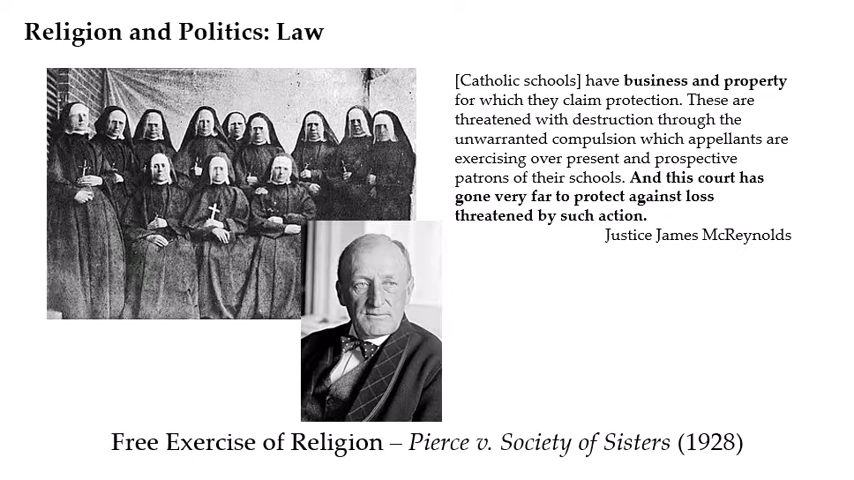 Religion and Politics: Law
[Catholic schools] have business and property
for which they claim protection. These are
threatened with destruction through the
unwarranted compulsion which appellants are
exercising over present and prospective
patrons of their schools. And this court has
gone very far to protect against loss
threatened by such action.
Justice James McReynolds
Free Exercise of Religion – Pierce v. Society of Sisters (1928)